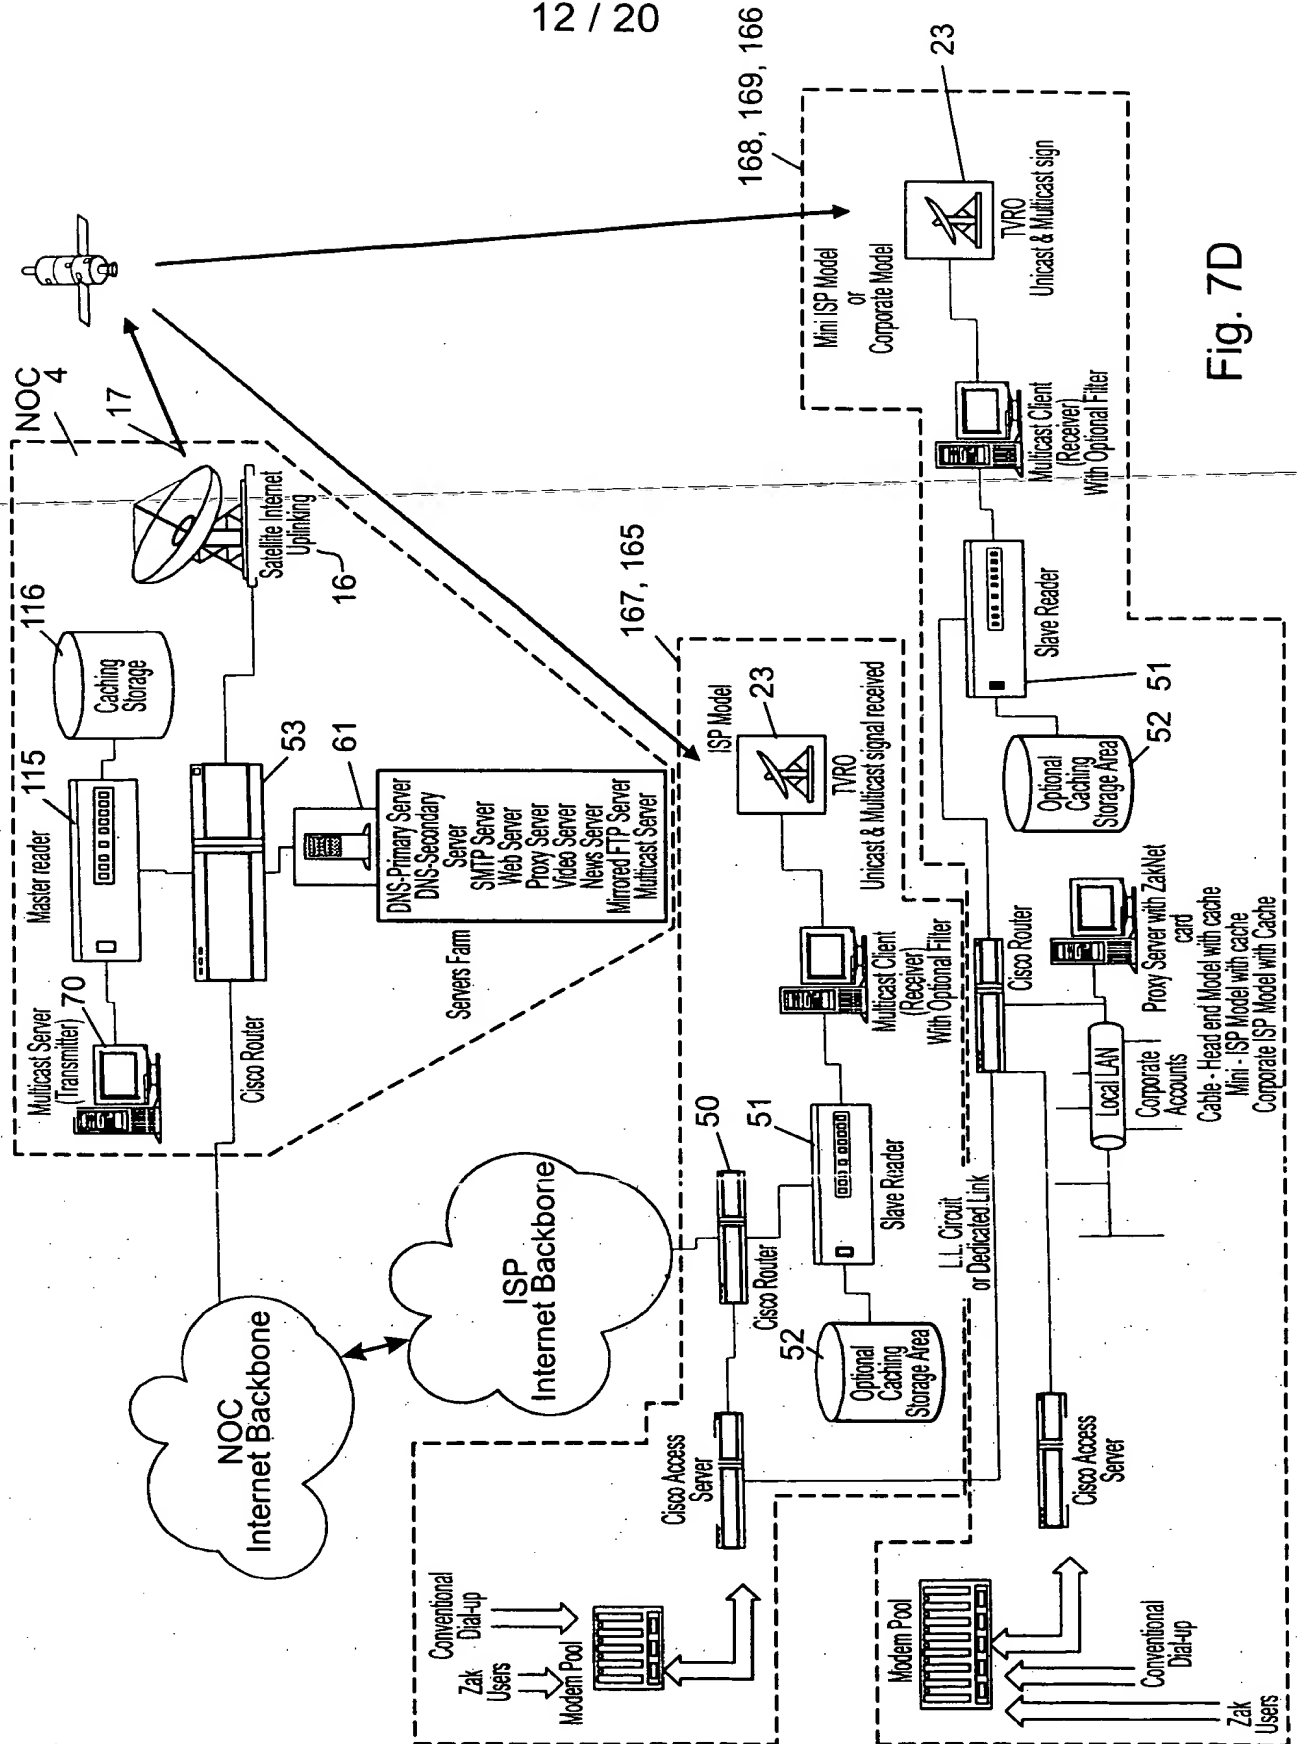 12 / 20
NOC
4
17
Satellite Internet
Uplinking
16
116
Caching
Storage
115
Master reader
53
61
DNS-Primary Server
DNS-Secondary
Server
SMTP Server
Web Server
Proxy Server
Video Server
News Server
Mirrored FTP Server
Multicast Server
Servers Farm
Multicast Server
(Transmitter)
70
Cisco Router
NOC
Internet Backbone
ISP
Internet Backbone
167, 165
ISP Model
23
TVRO
Unicast & Multicast signal received
Multicast Client
(Receiver)
With Optional Filter
50
Cisco Router
51
Slave Reader
52
Optional
Caching
Storage Area
L.L. Circuit
or Dedicated Link
Cisco Access
Server
Conventional
Dial-up
Zak
Users
Modem Pool
168, 169, 166
23
Mini ISP Model
or
Corporate Model
TVRO
Unicast & Multicast sign
Multicast Client
(Receiver)
With Optional Filter
Slave Reader
51
52
Optional
Caching
Storage Area
Cisco Router
Proxy Server with ZakNet
card
Cable - Head end Model with cache
Mini - ISP Model with cache
Corporate ISP Model with Cache
Local LAN
Corporate
Accounts
Cisco Access
Server
Modem Pool
Conventional
Dial-up
Zak
Users
Fig. 7D